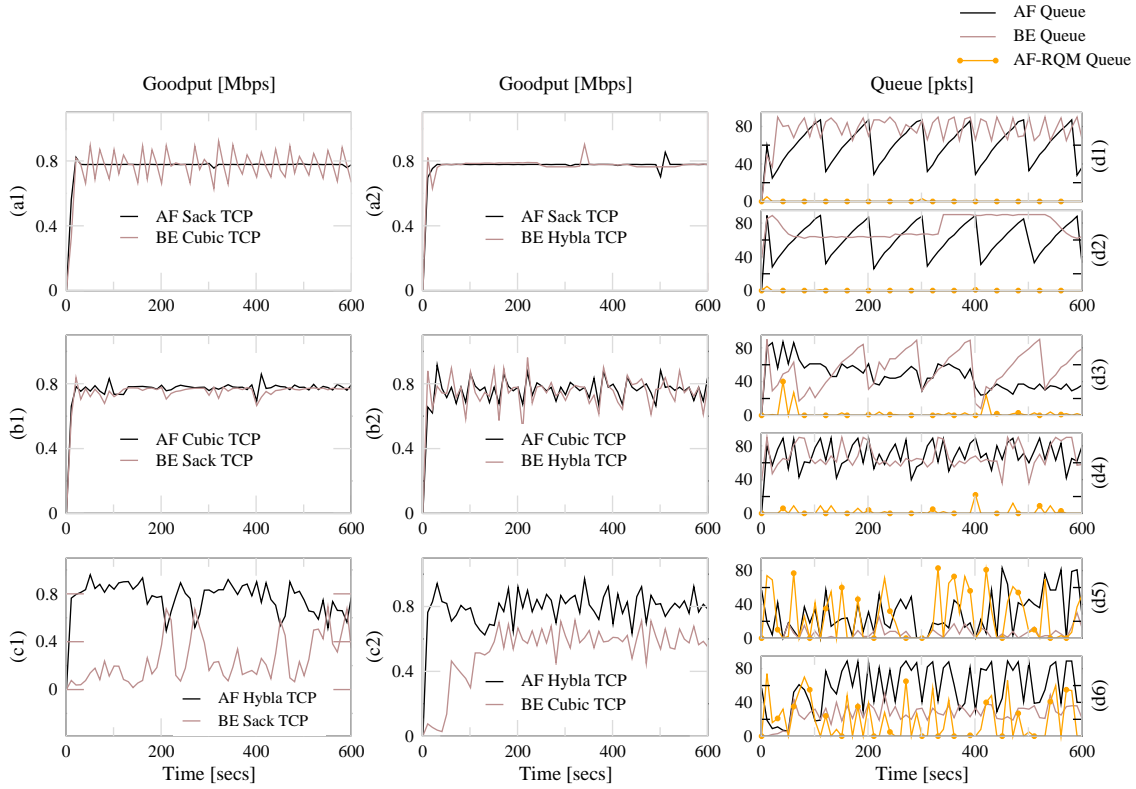 AF Queue
BE Queue
AF-RQM Queue
Goodput [Mbps]
Goodput [Mbps]
Queue [pkts]
(a1)
0.8
0.4
0
AF Sack TCP
BE Cubic TCP
0
200
400
600
(a2)
0.8
0.4
0
AF Sack TCP
BE Hybla TCP
0
200
400
600
80
40
0
(d1)
80
40
0
(d2)
0
200
400
600
(b1)
0.8
0.4
0
AF Cubic TCP
BE Sack TCP
0
200
400
600
(b2)
0.8
0.4
0
AF Cubic TCP
BE Hybla TCP
0
200
400
600
80
40
0
(d3)
80
40
0
(d4)
0
200
400
600
(c1)
0.8
0.4
0
AF Hybla TCP
BE Sack TCP
0
200
400
600
Time [secs]
(c2)
0.8
0.4
0
AF Hybla TCP
BE Cubic TCP
0
200
400
600
Time [secs]
80
40
0
(d5)
80
40
0
(d6)
0
200
400
600
Time [secs]